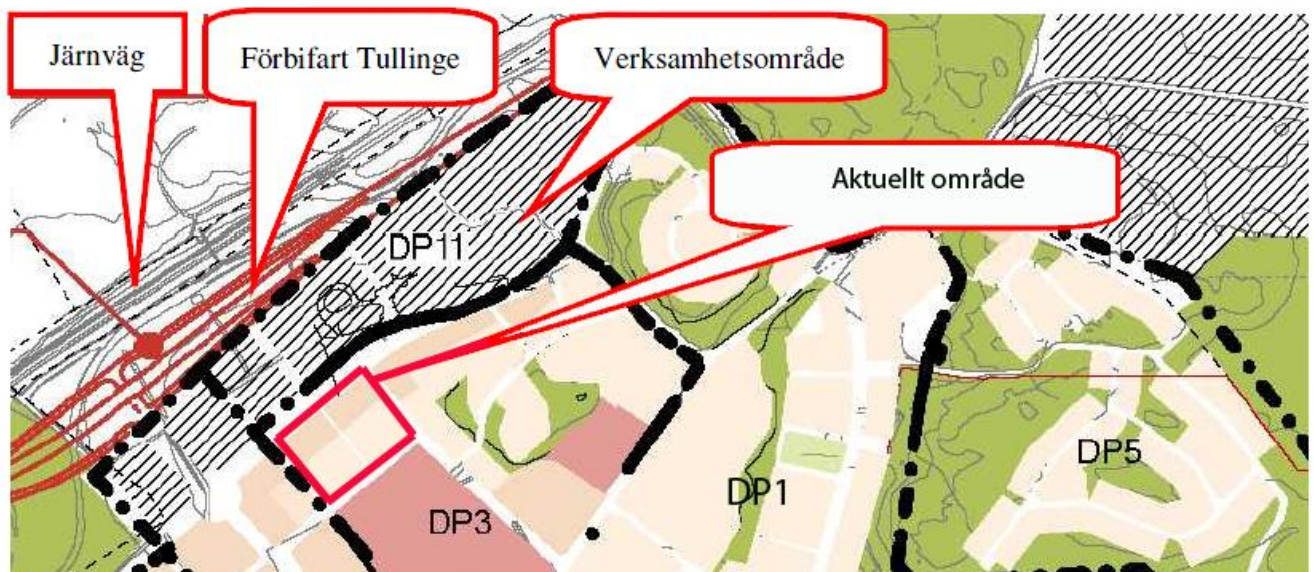 Järnväg
Förbifart Tullinge
Verksamhetsområde
Aktuellt område
DP11
DP5
DP1
DP3